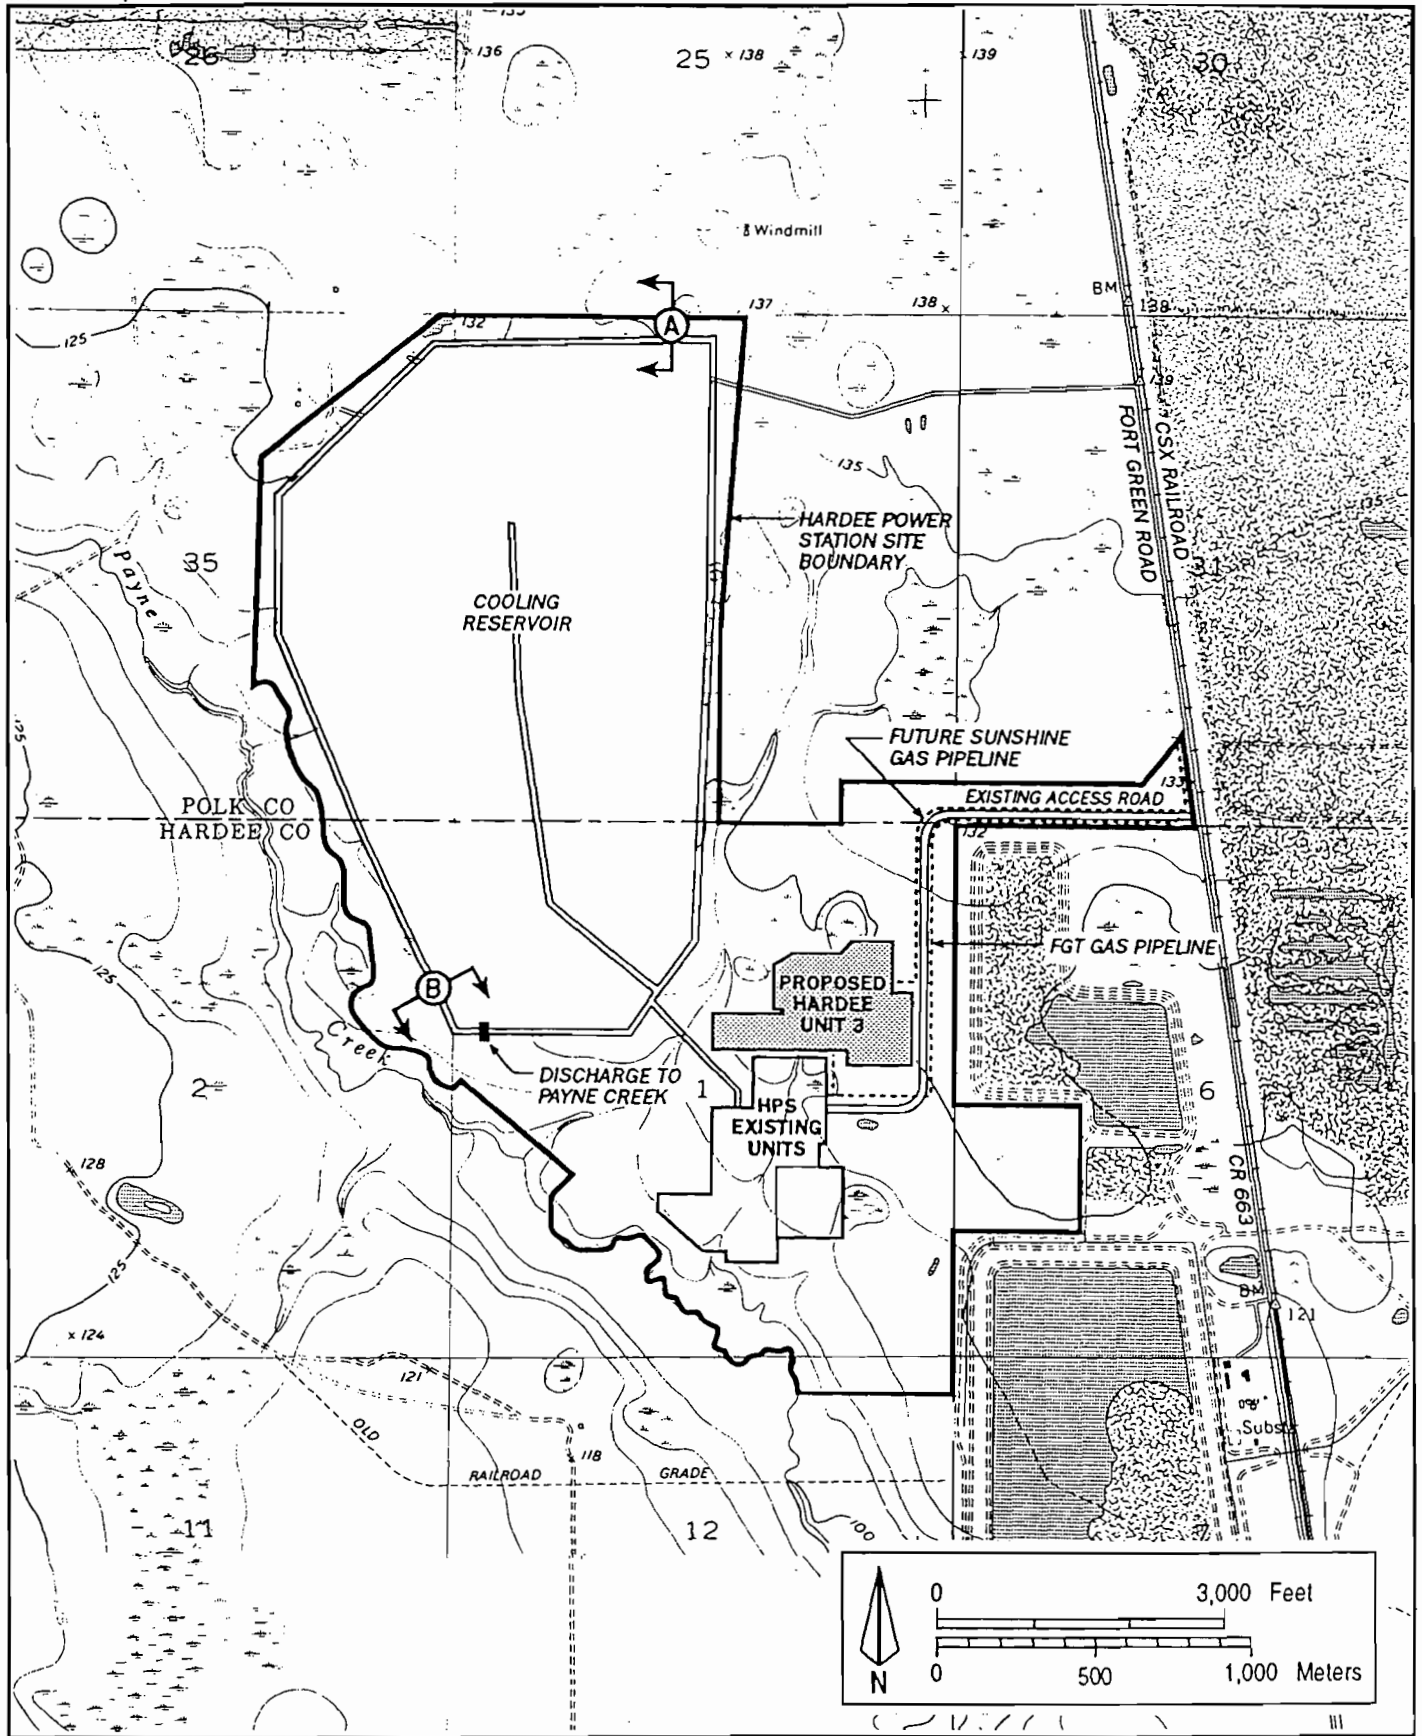 26
136
25 × 138
139
30
Windmill
BM
138
132
A
137
138 ×
125
139
FORT GREEN ROAD
CSX RAILROAD
135
135
HARDEE POWER
STATION SITE
BOUNDARY
Payne
35
COOLING
RESERVOIR
125
FUTURE SUNSHINE
GAS PIPELINE
133
EXISTING ACCESS ROAD
POLK CO
HARDEE CO
132
FGT GAS PIPELINE
125
B
PROPOSED
HARDEE
UNIT 3
Creek
DISCHARGE TO
PAYNE CREEK
2
1
6
HPS
EXISTING
UNITS
128
CR 663
125
× 124
121
121
OLD
RAILROAD
GRADE
118
Substa
11
12
100
0
3,000 Feet
0
500
1,000 Meters
N